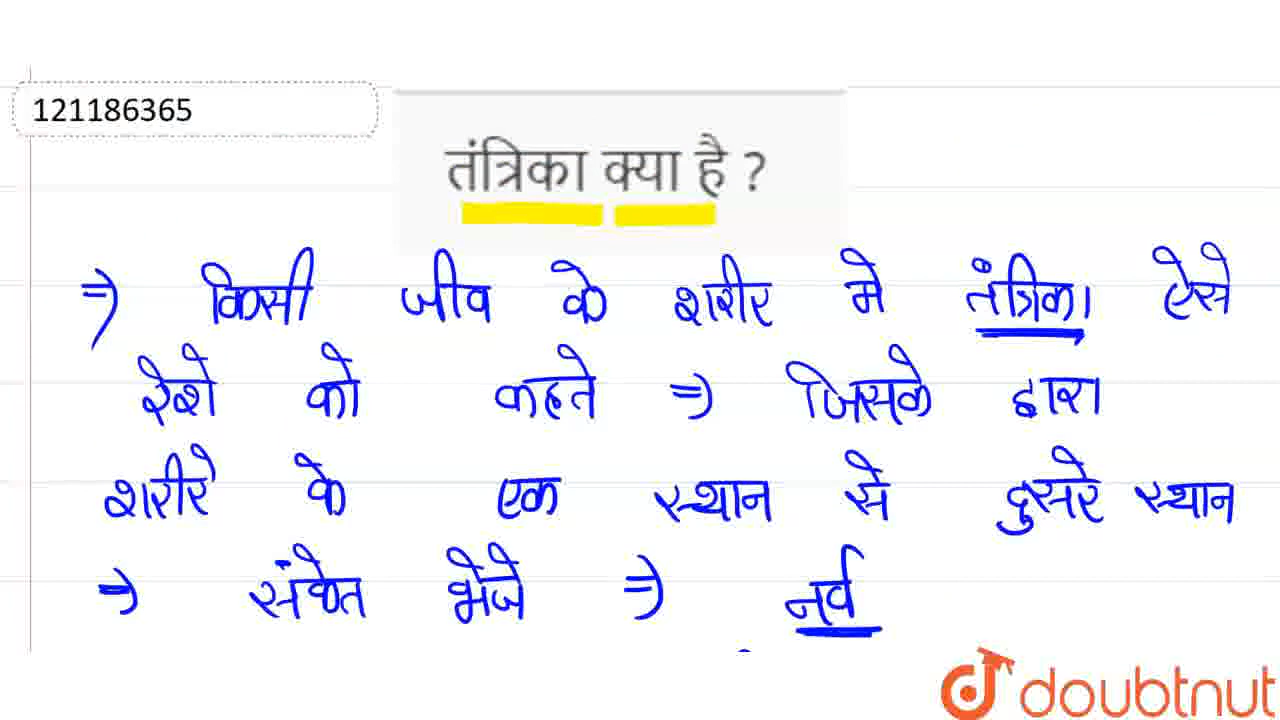 121186365
तंत्रिका क्या है ?
⇒ किसी जीव के शरीर मे तंत्रिका ऐसे
रेशे को कहते ⇒ जिसके द्वारा
शरीर के एक स्थान से दुसरे स्थान
⇒ संकेत भेजे ⇒ नर्व
doubtnut